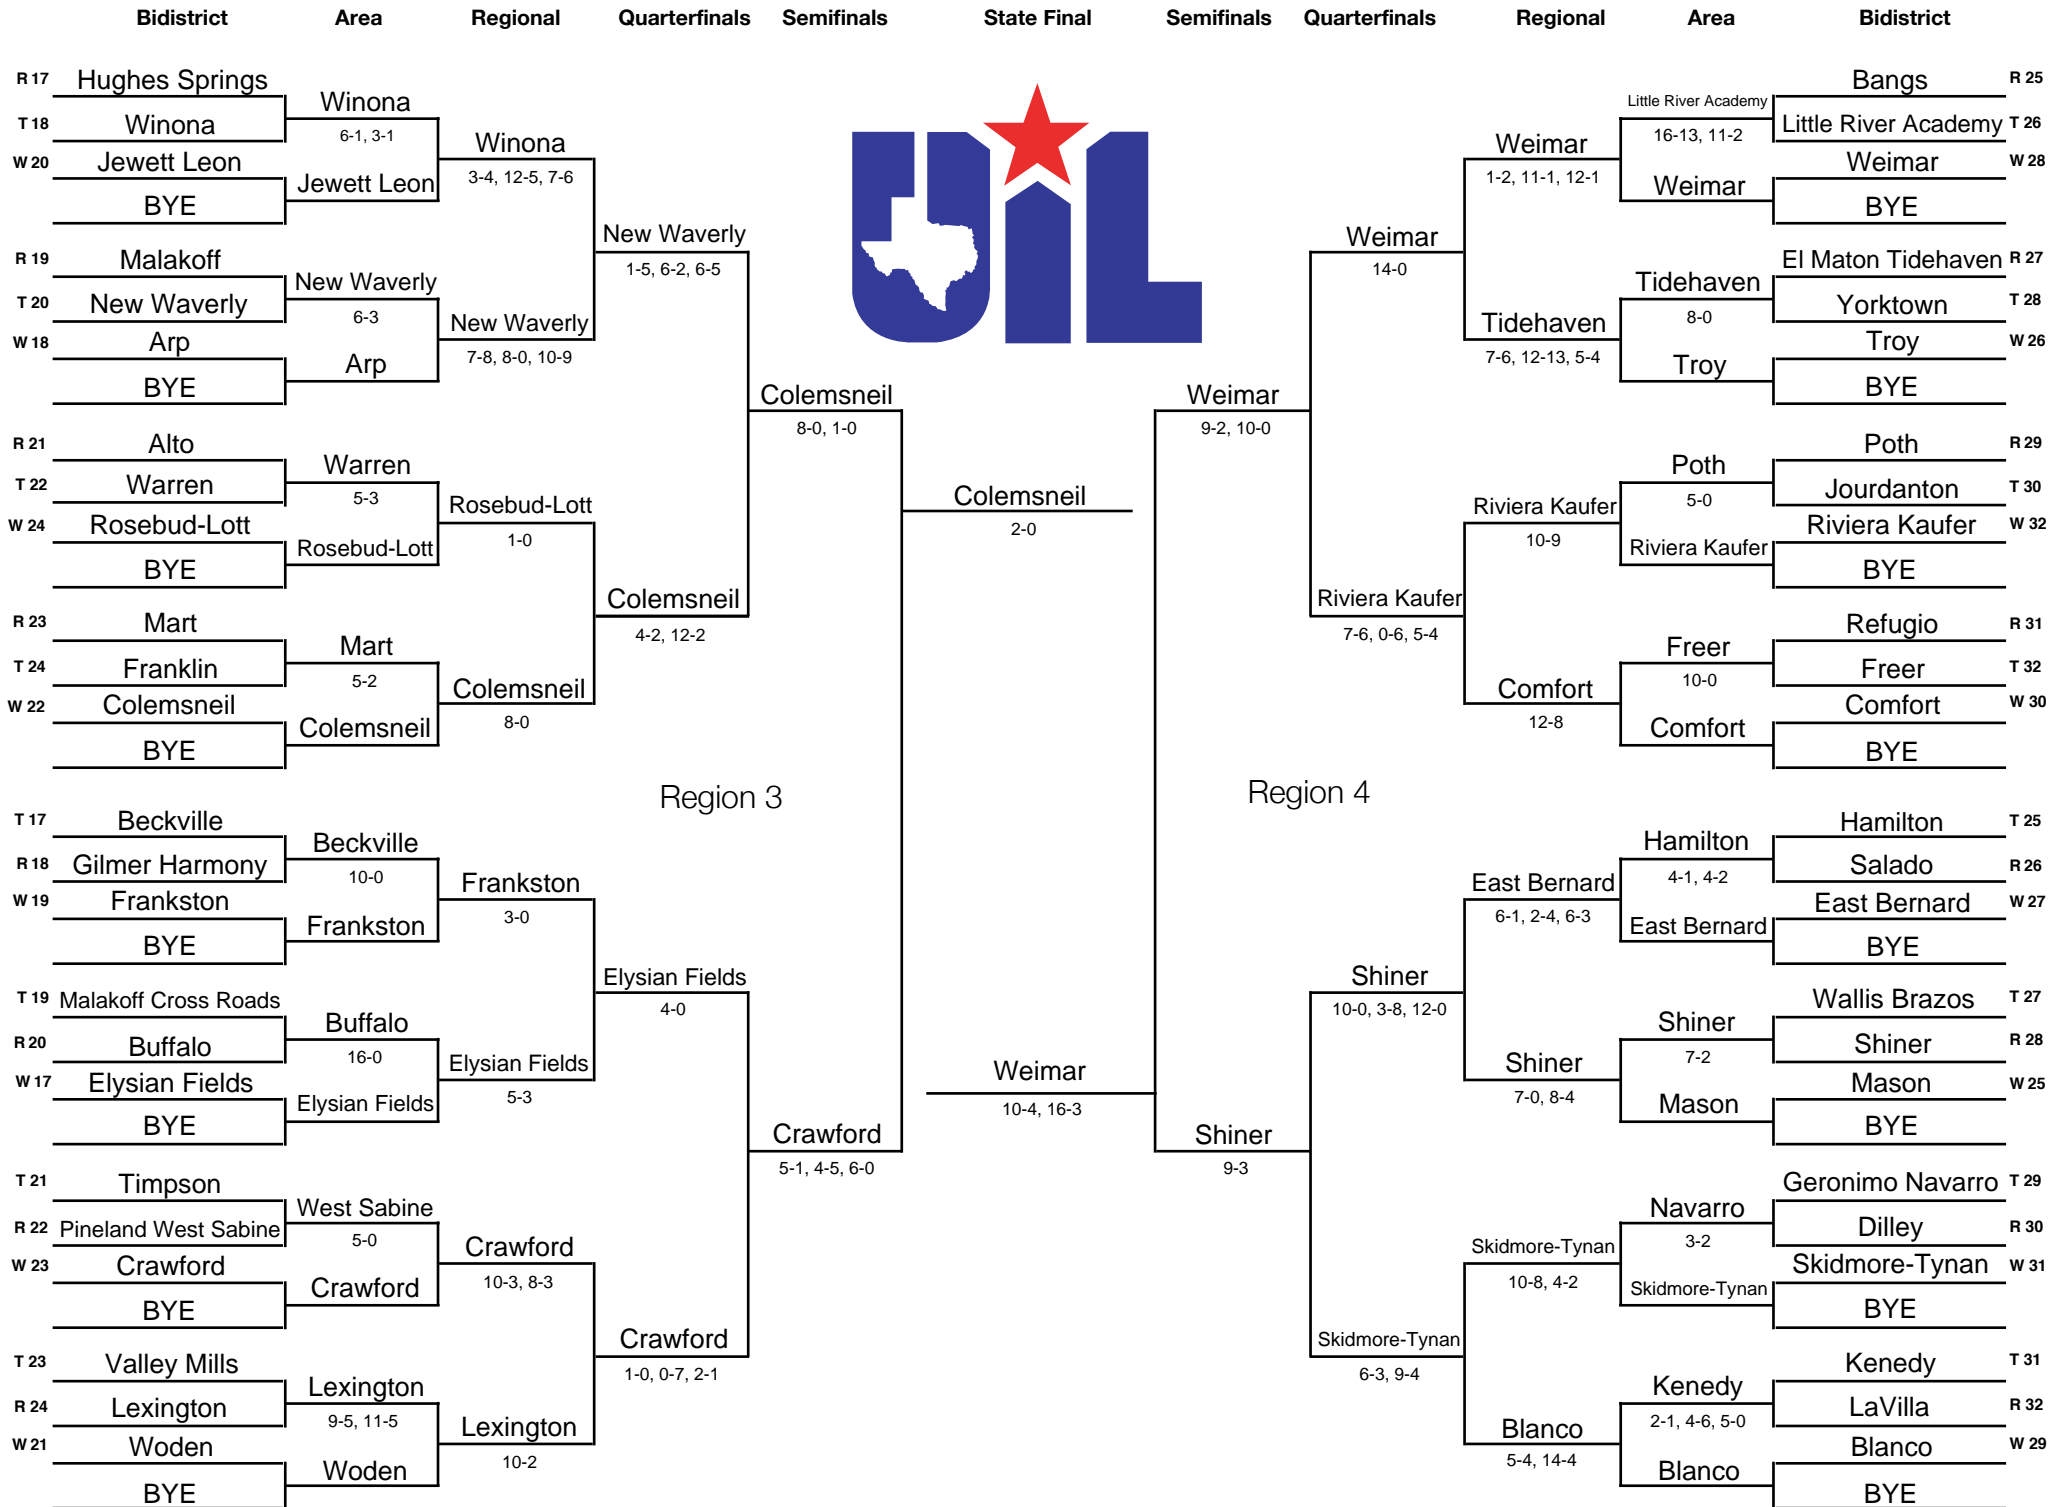 Bidistrict Area Regional Quarterfinals Semifinals State Final Semifinals Quarterfinals Regional Area Bidistrict
R 17 Hughes Springs
T 18 Winona
W 20 Jewett Leon
BYE
R 19 Malakoff
T 20 New Waverly
W 18 Arp
BYE
R 21 Alto
T 22 Warren
W 24 Rosebud-Lott
BYE
R 23 Mart
T 24 Franklin
W 22 Colemsneil
BYE
T 17 Beckville
R 18 Gilmer Harmony
W 19 Frankston
BYE
T 19 Malakoff Cross Roads
R 20 Buffalo
W 17 Elysian Fields
BYE
T 21 Timpson
R 22 Pineland West Sabine
W 23 Crawford
BYE
T 23 Valley Mills
R 24 Lexington
W 21 Woden
BYE
Winona
6-1, 3-1
Jewett Leon
New Waverly
6-3
Arp
Warren
5-3
Rosebud-Lott
Mart
5-2
Colemsneil
Beckville
10-0
Frankston
Buffalo
16-0
Elysian Fields
West Sabine
5-0
Crawford
Lexington
9-5, 11-5
Woden
Winona
3-4, 12-5, 7-6
New Waverly
7-8, 8-0, 10-9
Rosebud-Lott
1-0
Colemsneil
8-0
Frankston
3-0
Elysian Fields
5-3
Crawford
10-3, 8-3
Lexington
10-2
New Waverly
1-5, 6-2, 6-5
Colemsneil
4-2, 12-2
Region 3
Elysian Fields
4-0
Crawford
1-0, 0-7, 2-1
Colemsneil
8-0, 1-0
Crawford
5-1, 4-5, 6-0
UIL
Colemsneil
2-0
Weimar
10-4, 16-3
Weimar
9-2, 10-0
Shiner
9-3
Weimar
14-0
Riviera Kaufer
7-6, 0-6, 5-4
Region 4
Shiner
10-0, 3-8, 12-0
Skidmore-Tynan
6-3, 9-4
Weimar
1-2, 11-1, 12-1
Tidehaven
7-6, 12-13, 5-4
Riviera Kaufer
10-9
Comfort
12-8
East Bernard
6-1, 2-4, 6-3
Shiner
7-0, 8-4
Skidmore-Tynan
10-8, 4-2
Blanco
5-4, 14-4
Little River Academy
16-13, 11-2
Weimar
Tidehaven
8-0
Troy
Poth
5-0
Riviera Kaufer
Freer
10-0
Comfort
Hamilton
4-1, 4-2
East Bernard
Shiner
7-2
Mason
Navarro
3-2
Skidmore-Tynan
Kenedy
2-1, 4-6, 5-0
Blanco
Bangs R 25
Little River Academy T 26
Weimar W 28
BYE
El Maton Tidehaven R 27
Yorktown T 28
Troy W 26
BYE
Poth R 29
Jourdanton T 30
Riviera Kaufer W 32
BYE
Refugio R 31
Freer T 32
Comfort W 30
BYE
Hamilton T 25
Salado R 26
East Bernard W 27
BYE
Wallis Brazos T 27
Shiner R 28
Mason W 25
BYE
Geronimo Navarro T 29
Dilley R 30
Skidmore-Tynan W 31
BYE
Kenedy T 31
LaVilla R 32
Blanco W 29
BYE